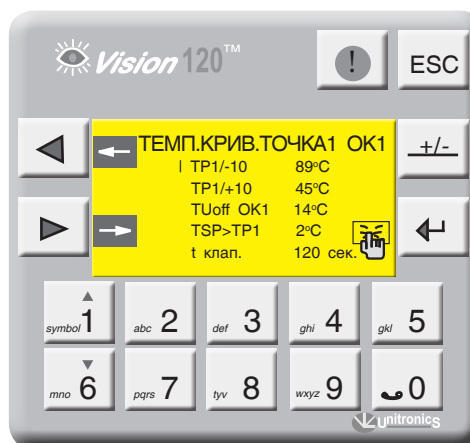 Vision 120™
!
ESC
ТЕМП.КРИВ.ТОЧКА1 ОК1
+/-
| TP1/-10 89°C
TP1/+10 45°C
TUoff OK1 14°C
TSP>TP1 2°C
t клап. 120 сек.
symbol 1
abc 2
def 3
ghi 4
gkl 5
mno 6
pqrs 7
tyv 8
wxyz 9
0
unitronics